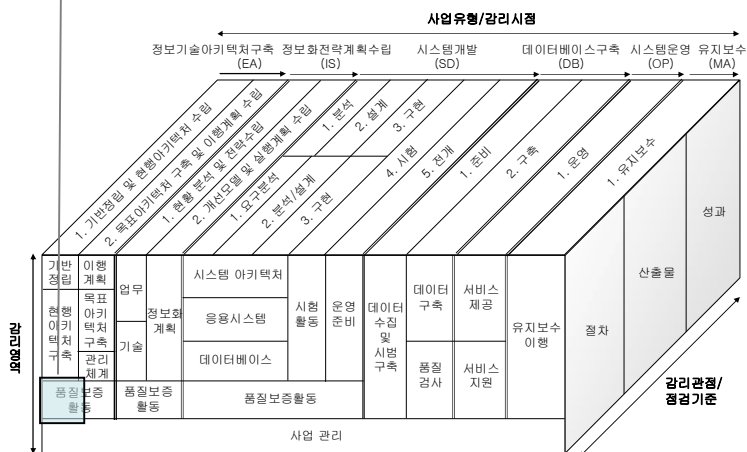 사업유형/감리시점
정보기술아키텍처구축 정보화전략계획수립 시스템개발 데이터베이스구축 시스템운영 유지보수
(EA) (IS) (SD) (DB) (OP) (MA)
1. 기반정립 및 현행아키텍처 수립
2. 목표아키텍처 구축 및 이행계획 수립
1. 현황 분석 및 전략수립
2. 개선모델 및 실행계획 수립
1. 분석
2. 설계
3. 구현
1. 요구분석
2. 분석/설계
3. 구현
4. 시험
5. 전개
1. 준비
2. 구축
1. 운영
1. 유지보수
감리영역
기반
정립
이행
계획
현행
아키
텍처
구축
목표
아키
텍처
구축
관리
체계
업무
기술
정보화
계획
시스템 아키텍처
응용시스템
데이터베이스
시험
활동
운영
준비
데이터
수집
및
시범
구축
데이터
구축
품질
검사
서비스
제공
서비스
지원
유지보수
이행
절차
산출물
성과
품질보증
활동
품질보증
활동
품질보증활동
사업 관리
감리관점/
점검기준